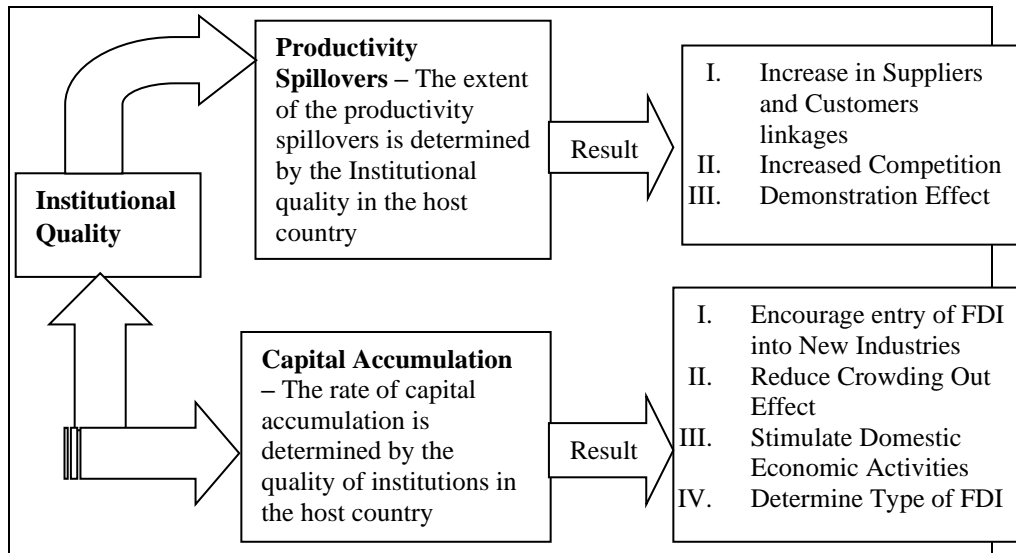 Institutional
Quality
Productivity
Spillovers – The extent
of the productivity
spillovers is determined
by the Institutional
quality in the host
country
Result
I. Increase in Suppliers
and Customers
linkages
II. Increased Competition
III. Demonstration Effect
Capital Accumulation
– The rate of capital
accumulation is
determined by the
quality of institutions in
the host country
Result
I. Encourage entry of FDI
into New Industries
II. Reduce Crowding Out
Effect
III. Stimulate Domestic
Economic Activities
IV. Determine Type of FDI